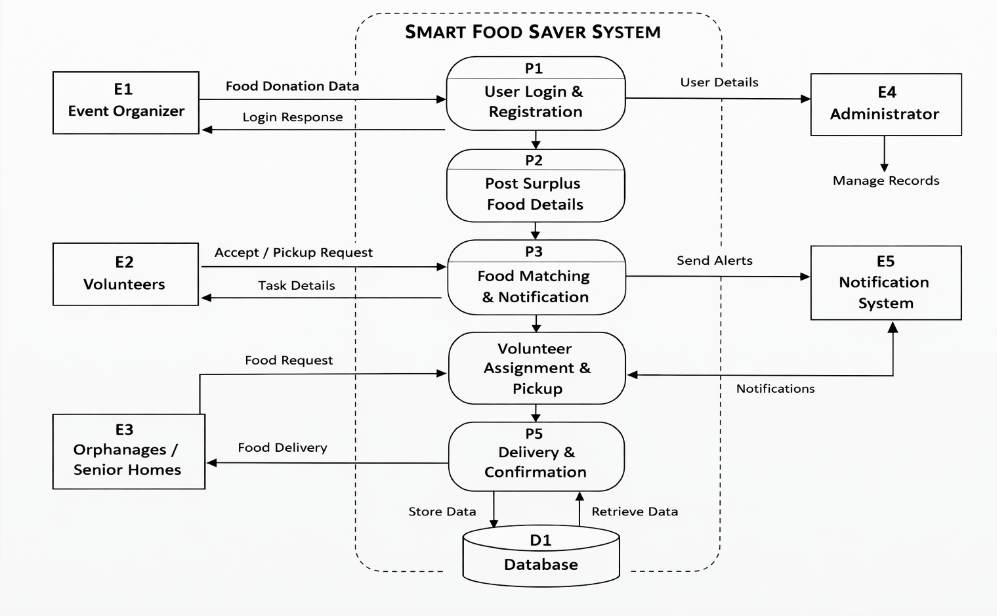 SMART FOOD SAVER SYSTEM
E1
Event Organizer
Food Donation Data
Login Response
P1
User Login &
Registration
User Details
E4
Administrator
Manage Records
P2
Post Surplus
Food Details
E2
Volunteers
Accept / Pickup Request
Task Details
P3
Food Matching
& Notification
Send Alerts
E5
Notification
System
Food Request
Volunteer
Assignment &
Pickup
Notifications
E3
Orphanages /
Senior Homes
Food Delivery
P5
Delivery &
Confirmation
Store Data
Retrieve Data
D1
Database